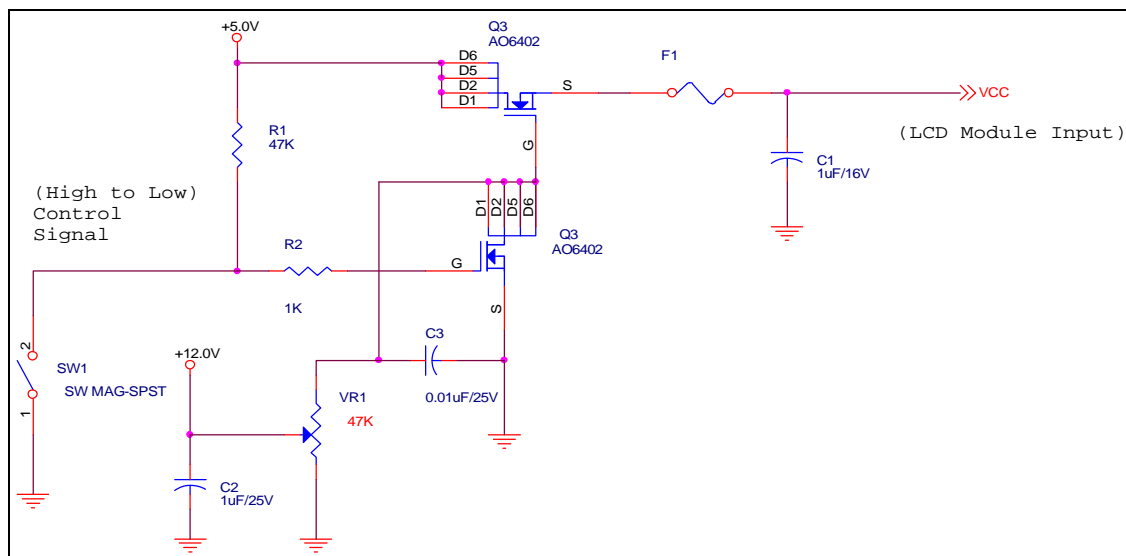 Q3
AO6402
+5.0V
D6
D5
D2
D1
S
G
F1
VCC
(LCD Module Input)
R1
47K
C1
1uF/16V
(High to Low)
Control
Signal
D1
D2
D5
D6
Q3
AO6402
R2
G
1K
S
2
SW1
SW MAG-SPST
1
+12.0V
C3
0.01uF/25V
VR1
47K
C2
1uF/25V